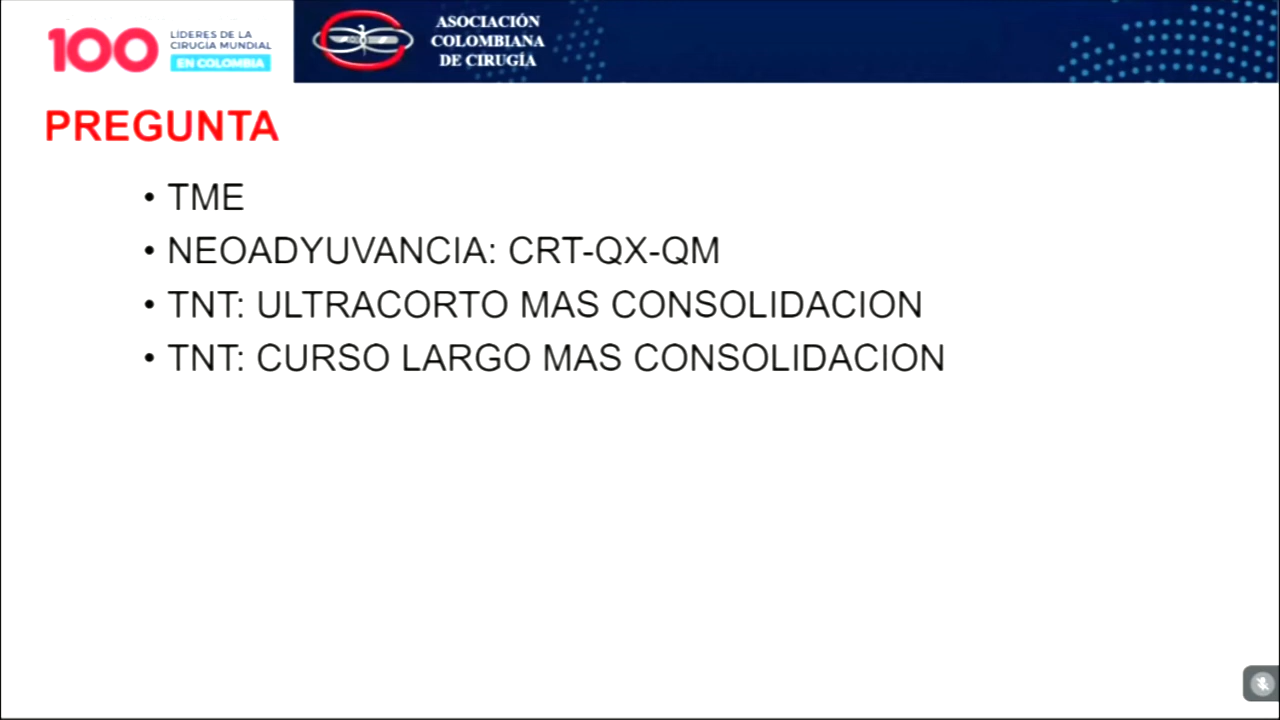 100 LIDERES DE LA
CIRUGÍA MUNDIAL
EN COLOMBIA
ASOCIACIÓN
COLOMBIANA
DE CIRUGÍA
PREGUNTA
• TME
• NEOADYUVANCIA: CRT-QX-QM
• TNT: ULTRACORTO MAS CONSOLIDACION
• TNT: CURSO LARGO MAS CONSOLIDACION